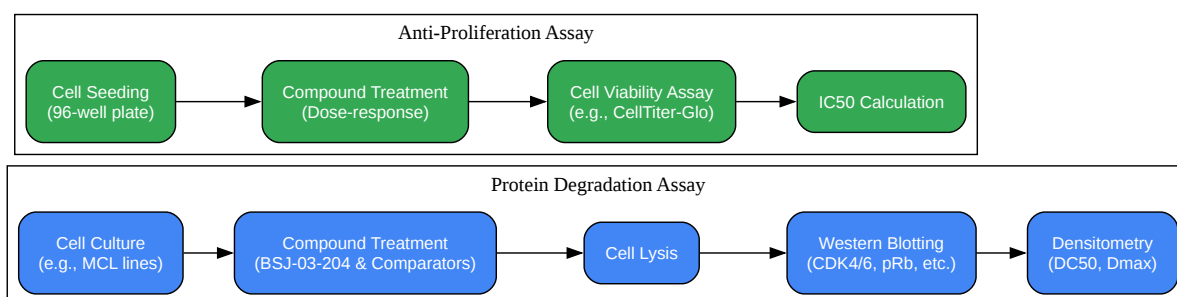 Anti-Proliferation Assay
Cell Seeding
(96-well plate)
Compound Treatment
(Dose-response)
Cell Viability Assay
(e.g., CellTiter-Glo)
IC50 Calculation
Protein Degradation Assay
Cell Culture
(e.g., MCL lines)
Compound Treatment
(BSJ-03-204 & Comparators)
Cell Lysis
Western Blotting
(CDK4/6, pRb, etc.)
Densitometry
(DC50, Dmax)